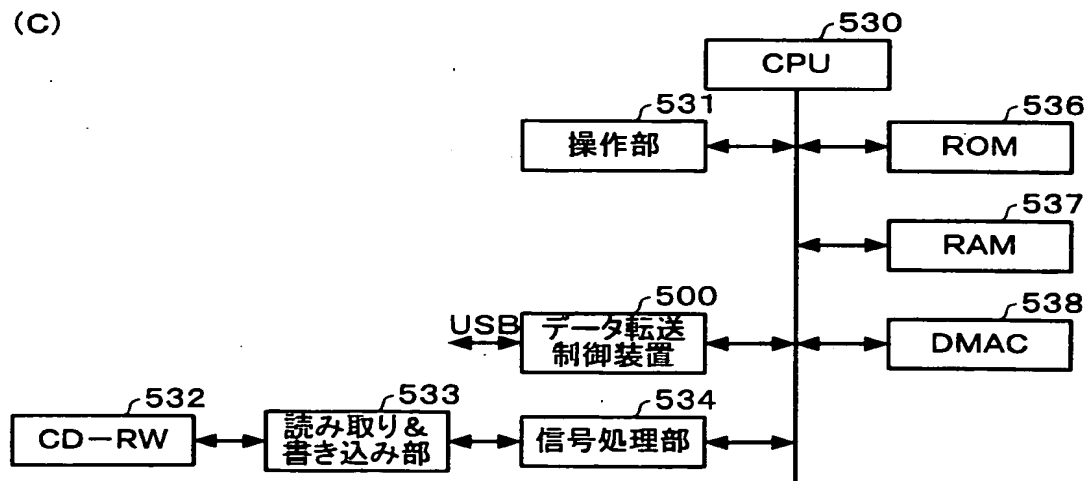 (C)
530
CPU
531
536
操作部
ROM
537
RAM
500
538
USB
データ転送
制御装置
DMAC
532
533
534
CD-RW
読み取り&
書き込み部
信号処理部